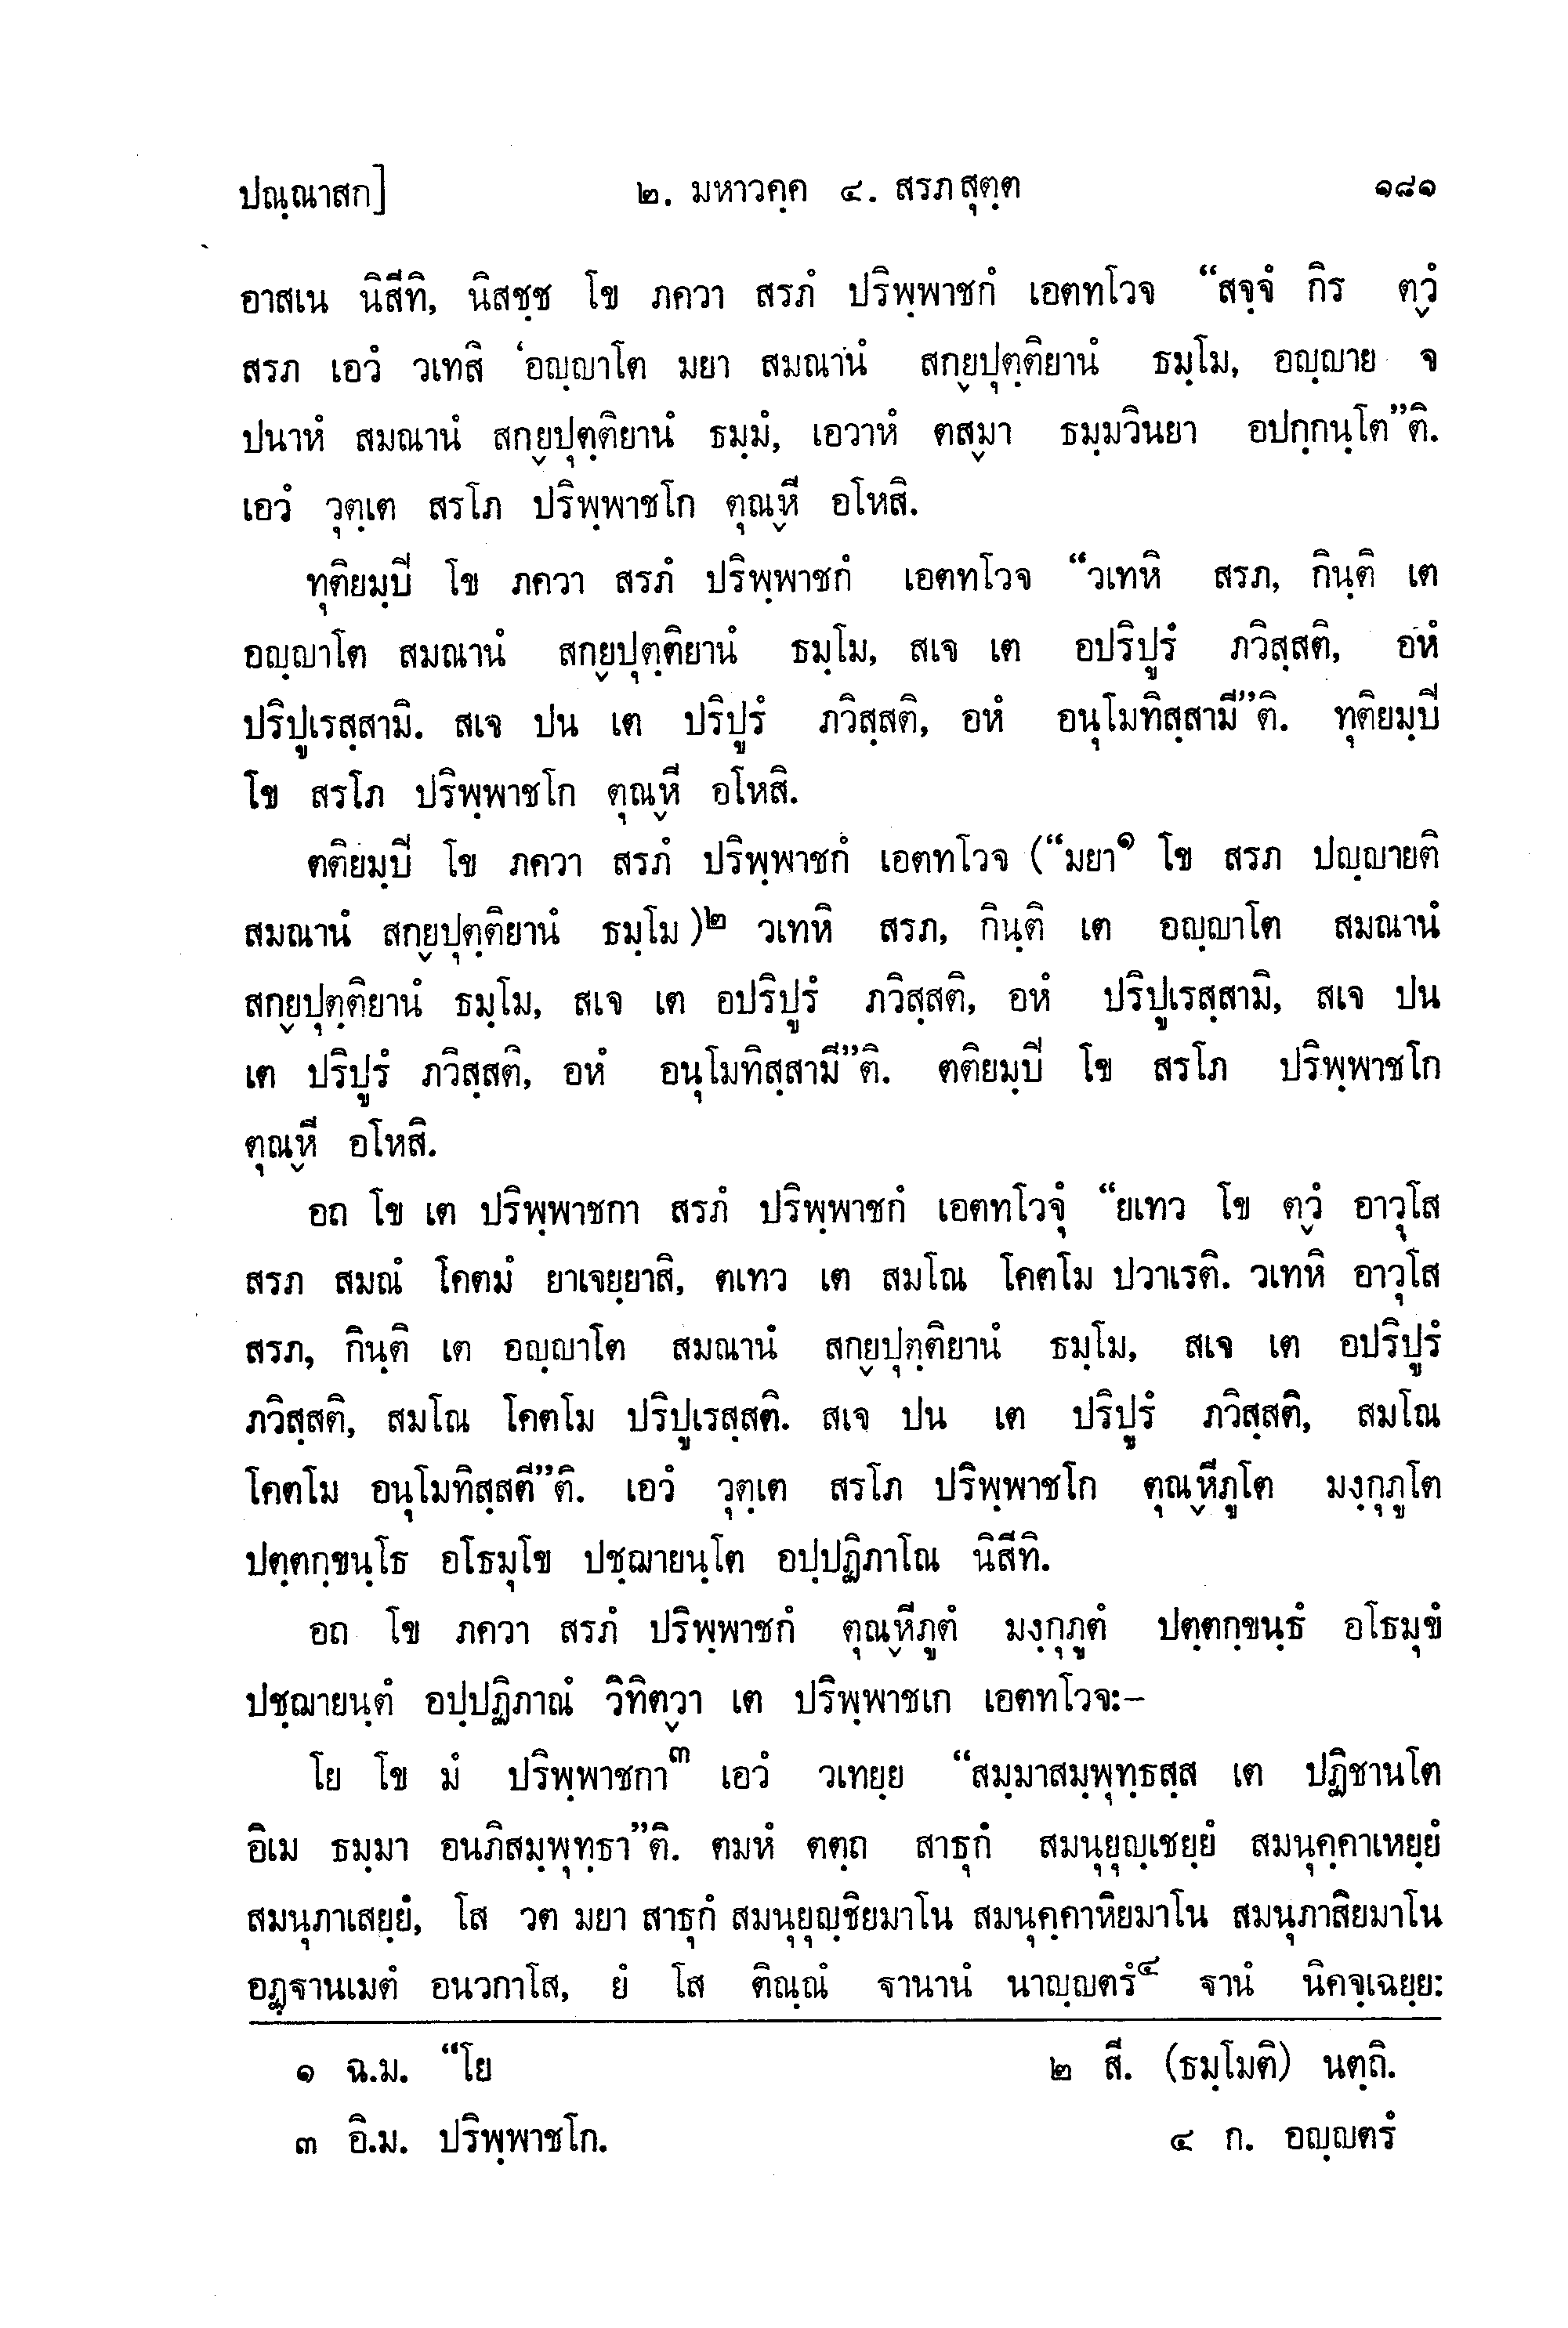 ปณฺณาสก] ๒. มหาวคฺค ๔. สรภสุตฺต ๑๘๑
อาสเน นิสีทิ, นิสชฺช โข ภควา สรภํ ปริพฺพาชกํ เอตทโวจ “สจฺจํ กิร ตฺวํ
สรภ เอวํ วเทสิ ‘อญฺญาโต มยา สมณานํ สกฺยปุตฺติยานํ ธมฺโม, อญฺญาย จ
ปนาหํ สมณานํ สกฺยปุตฺติยานํ ธมฺมํ, เอวาหํ ตสฺมา ธมฺมวินยา อปกฺกนฺโต”ติ.
เอวํ วุตฺเต สรโภ ปริพฺพาชโก ตุณฺหี อโหสิ.
ทุติยมฺปี โข ภควา สรภํ ปริพฺพาชกํ เอตทโวจ “วเทหิ สรภ, กินฺติ เต
อญฺญาโต สมณานํ สกฺยปุตฺติยานํ ธมฺโม, สเจ เต อปริปูรํ ภวิสฺสติ, อหํ
ปริปูเรสฺสามิ. สเจ ปน เต ปริปูรํ ภวิสฺสติ, อหํ อนุโมทิสฺสามี”ติ. ทุติยมฺปี
โข สรโภ ปริพฺพาชโก ตุณฺหี อโหสิ.
ตติยมฺปี โข ภควา สรภํ ปริพฺพาชกํ เอตทโวจ (“มยา๑ โข สรภ ปญฺญายติ
สมณานํ สกฺยปุตฺติยานํ ธมฺโม)๒ วเทหิ สรภ, กินฺติ เต อญฺญาโต สมณานํ
สกฺยปุตฺติยานํ ธมฺโม, สเจ เต อปริปูรํ ภวิสฺสติ, อหํ ปริปูเรสฺสามิ, สเจ ปน
เต ปริปูรํ ภวิสฺสติ, อหํ อนุโมทิสฺสามี”ติ. ตติยมฺปี โข สรโภ ปริพฺพาชโก
ตุณฺหี อโหสิ.
อถ โข เต ปริพฺพาชกา สรภํ ปริพฺพาชกํ เอตทโวจุํ “ยเทว โข ตฺวํ อาวุโส
สรภ สมณํ โคตมํ ยาเจยฺยาสิ, ตเทว เต สมโณ โคตโม ปวาเรติ. วเทหิ อาวุโส
สรภ, กินฺติ เต อญฺญาโต สมณานํ สกฺยปุตฺติยานํ ธมฺโม, สเจ เต อปริปูรํ
ภวิสฺสติ, สมโณ โคตโม ปริปูเรสฺสติ. สเจ ปน เต ปริปูรํ ภวิสฺสติ, สมโณ
โคตโม อนุโมทิสฺสตี”ติ. เอวํ วุตฺเต สรโภ ปริพฺพาชโก ตุณฺหีภูโต มงฺกุภูโต
ปตฺตกฺขนฺโธ อโธมุโข ปชฺฌายนฺโต อปฺปฏิภาโณ นิสีทิ.
อถ โข ภควา สรภํ ปริพฺพาชกํ ตุณฺหีภูตํ มงฺกุภูตํ ปตฺตกฺขนฺธํ อโธมุขํ
ปชฺฌายนฺตํ อปฺปฏิภาณํ วิทิตฺวา เต ปริพฺพาชเก เอตทโวจ:–
โย โข มํ ปริพฺพาชกา๓ เอวํ วเทยฺย “สมฺมาสมฺพุทฺธสฺส เต ปฏิชานโต
อิเม ธมฺมา อนภิสมฺพุทฺธา”ติ. ตมหํ ตตฺถ สาธุกํ สมนุยุญฺเชยฺยํ สมนุคฺคาเหยฺยํ
สมนุภาเสยฺยํ, โส วต มยา สาธุกํ สมนุยุญฺชิยมาโน สมนุคฺคาหิยมาโน สมนุภาสิยมาโน
อฏฺฐานเมตํ อนวกาโส, ยํ โส ติณฺณํ ฐานานํ นาญฺญตรํ๔ ฐานํ นิคจฺเฉยฺย:
๑ ฉ.ม. “โย ๒ สี. (ธมฺโมติ) นตฺถิ.
๓ อิ.ม. ปริพฺพาชโก. ๔ ก. อญฺญตรํ